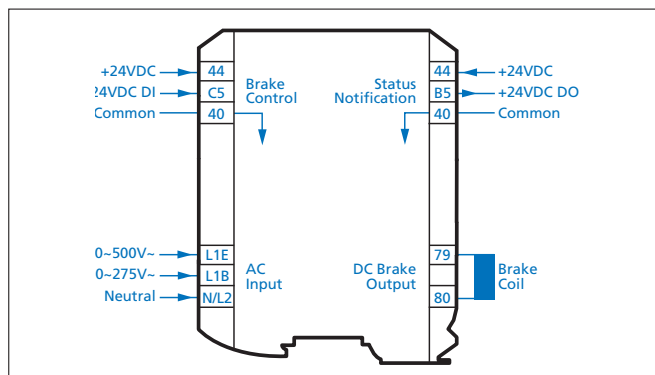 +24VDC
44
24VDC DI
C5
Common
40
Brake
Control
Status
Notification
44
+24VDC
B5
+24VDC DO
40
Common
0~500V~
L1E
0~275V~
L1B
Neutral
N/L2
AC
Input
DC Brake
Output
79
80
Brake
Coil